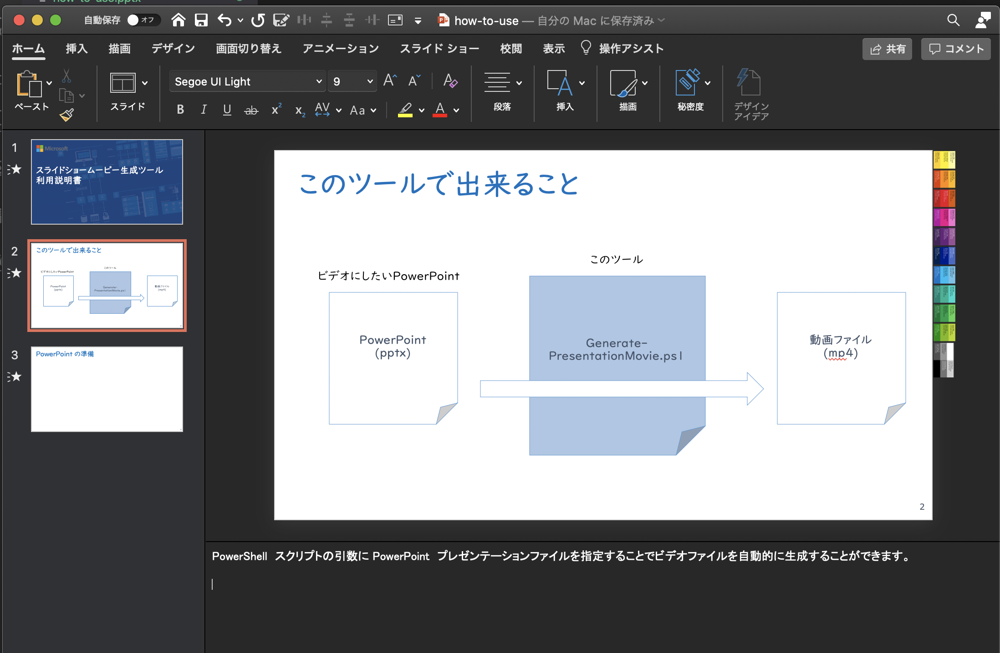 how-to-use.pptx
自動保存 オフ
how-to-use — 自分の Mac に保存済み
ホーム 挿入 描画 デザイン 画面切り替え アニメーション スライド ショー 校閲 表示 操作アシスト 共有 コメント
ペースト
スライド
Segoe UI Light 9
B I U ab x2 x2 AV Aa A
段落
挿入
描画
秘密度
デザイン
アイデア
1
Microsoft
スライドショームービー生成ツール
利用説明書
2
このツールで出来ること
このツール
ビデオにしたいPowerPoint
PowerPoint
(pptx)
Generate-
PresentationMovie.ps1
動画ファイル
(mp4)
3
PowerPoint の準備
このツールで出来ること
このツール
ビデオにしたいPowerPoint
PowerPoint
(pptx)
Generate-
PresentationMovie.ps1
動画ファイル
(mp4)
2
PowerShell スクリプトの引数に PowerPoint プレゼンテーションファイルを指定することでビデオファイルを自動的に生成することができます。